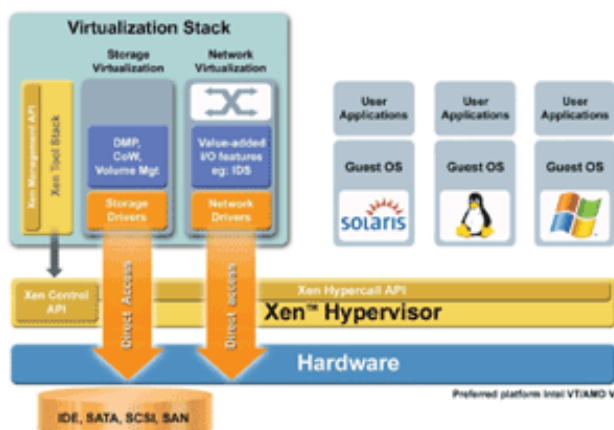 Virtualization Stack
Storage
Virtualization
Network
Virtualization
Xen Management API
Xen Tool Stack
DMP,
CoW,
Volume Mgt
Value-added
I/O features
eg: IDS
Storage
Drivers
Network
Drivers
User
Applications
User
Applications
User
Applications
Guest OS
Guest OS
Guest OS
solaris
Direct Access
Direct access
Xen Control
API
Xen Hypercall API
Xen™ Hypervisor
Hardware
Preferred platform Intel VT/AMD V
IDE, SATA, SCSI, SAN